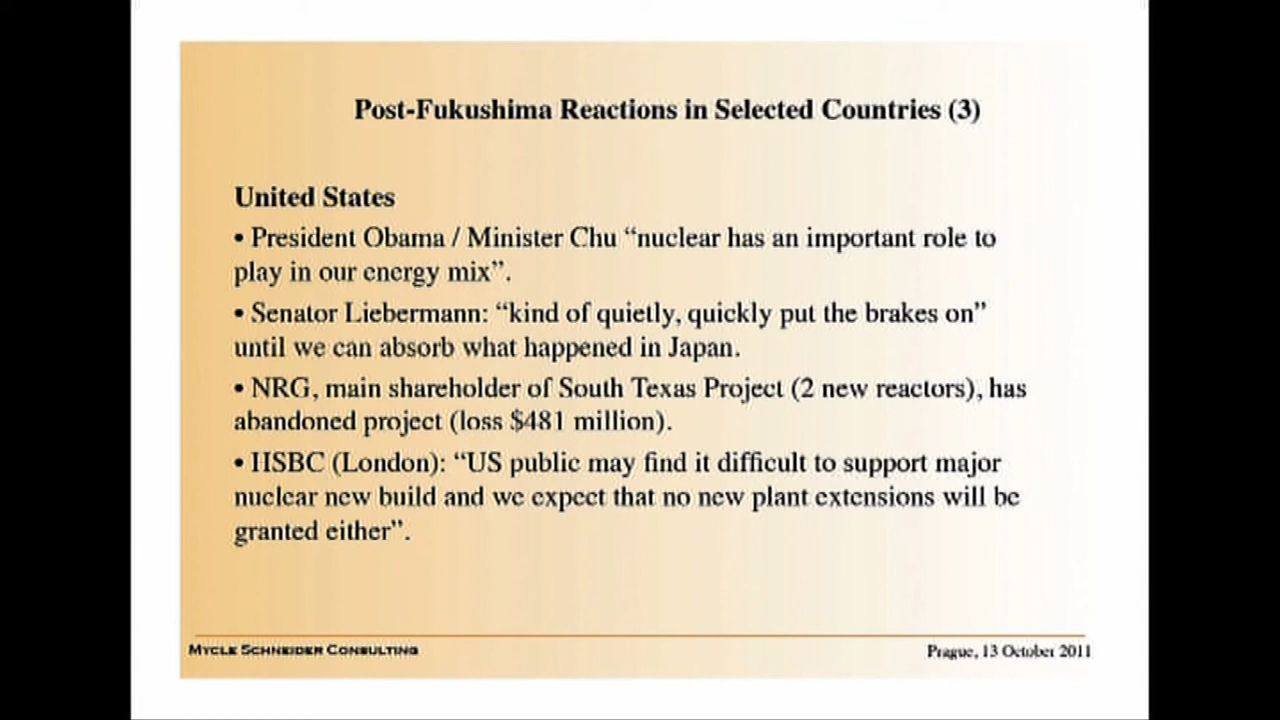 Post-Fukushima Reactions in Selected Countries (3)
United States
• President Obama / Minister Chu “nuclear has an important role to
play in our energy mix”.
• Senator Liebermann: “kind of quietly, quickly put the brakes on”
until we can absorb what happened in Japan.
• NRG, main shareholder of South Texas Project (2 new reactors), has
abandoned project (loss $481 million).
• HSBC (London): “US public may find it difficult to support major
nuclear new build and we expect that no new plant extensions will be
granted either”.
MYCLE SCHNEIDER CONSULTING
Prague, 13 October 2011